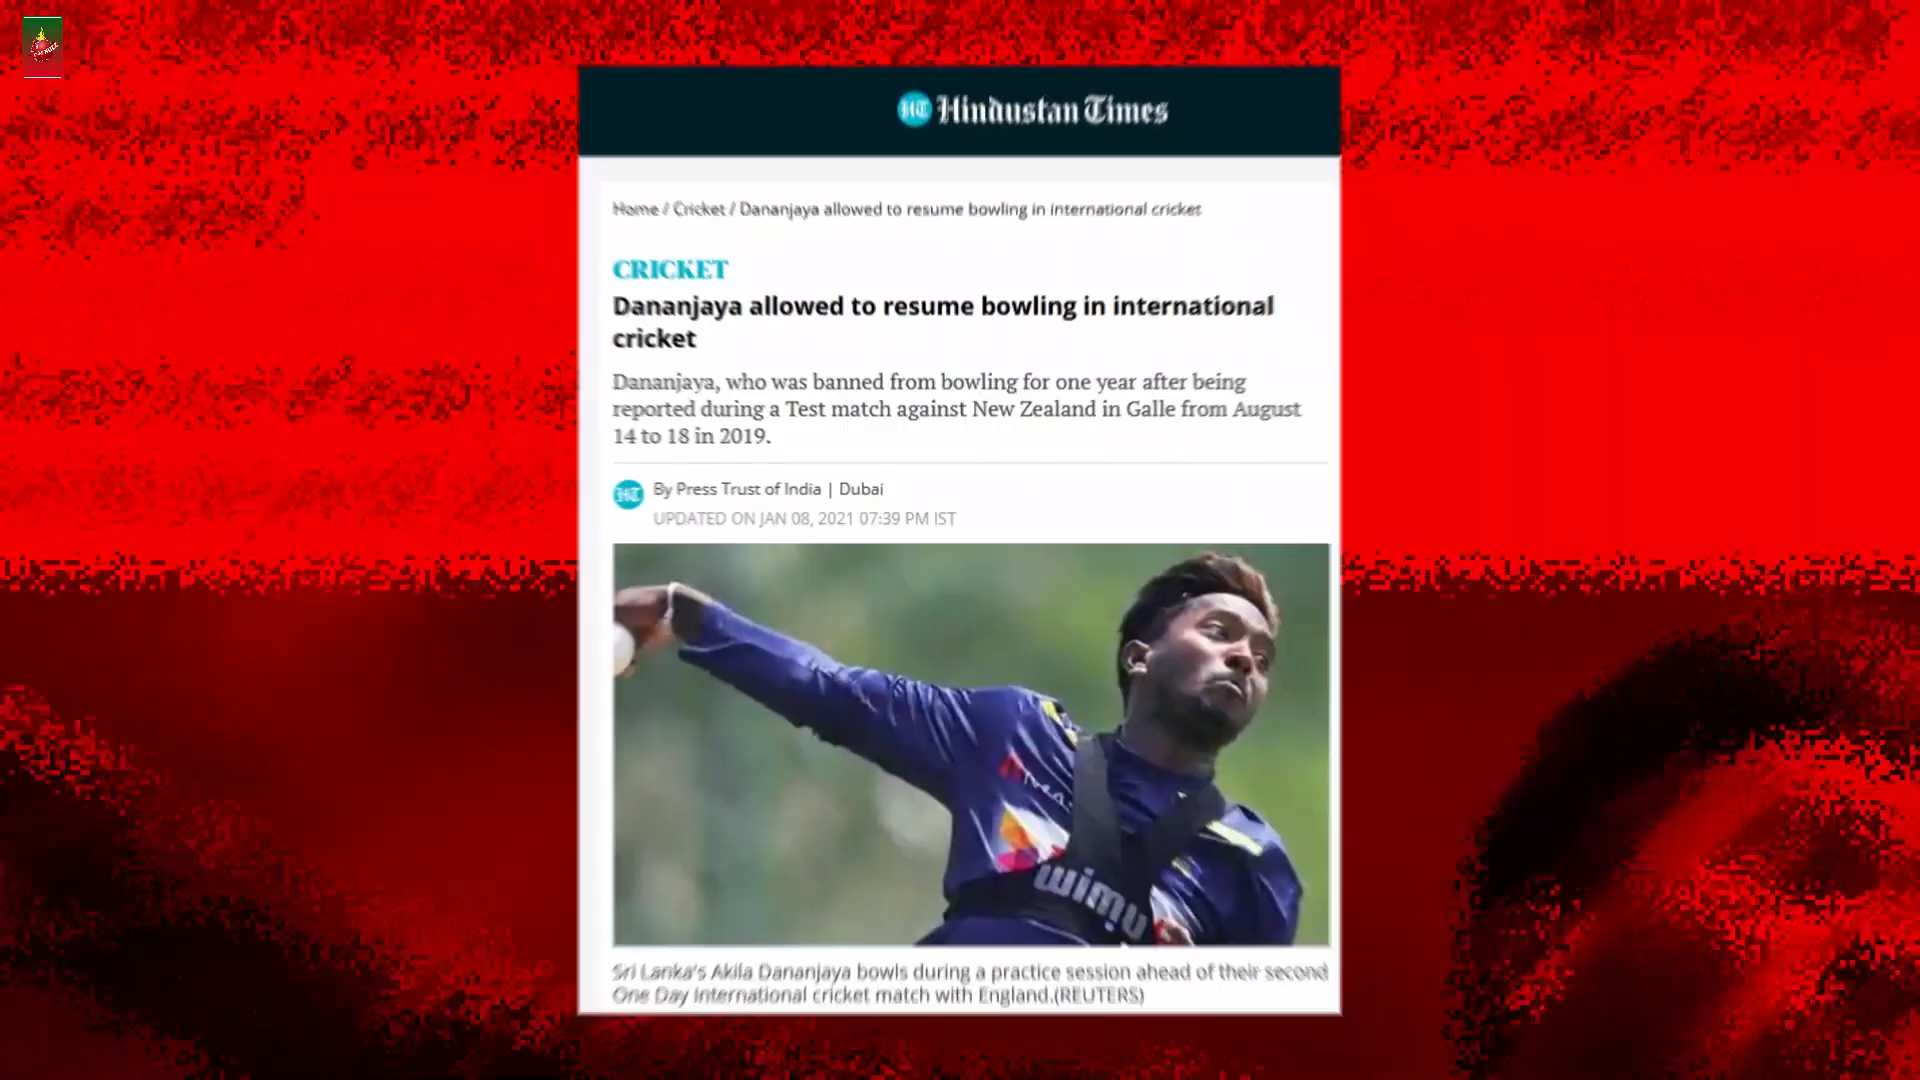 HT Hindustan Times
Home / Cricket / Dananjaya allowed to resume bowling in international cricket
CRICKET
Dananjaya allowed to resume bowling in international
cricket
Dananjaya, who was banned from bowling for one year after being
reported during a Test match against New Zealand in Galle from August
14 to 18 in 2019.
HT By Press Trust of India | Dubai
UPDATED ON JAN 08, 2021 07:39 PM IST
wimu
Sri Lanka's Akila Dananjaya bowls during a practice session ahead of their second
One Day International cricket match with England.(REUTERS)